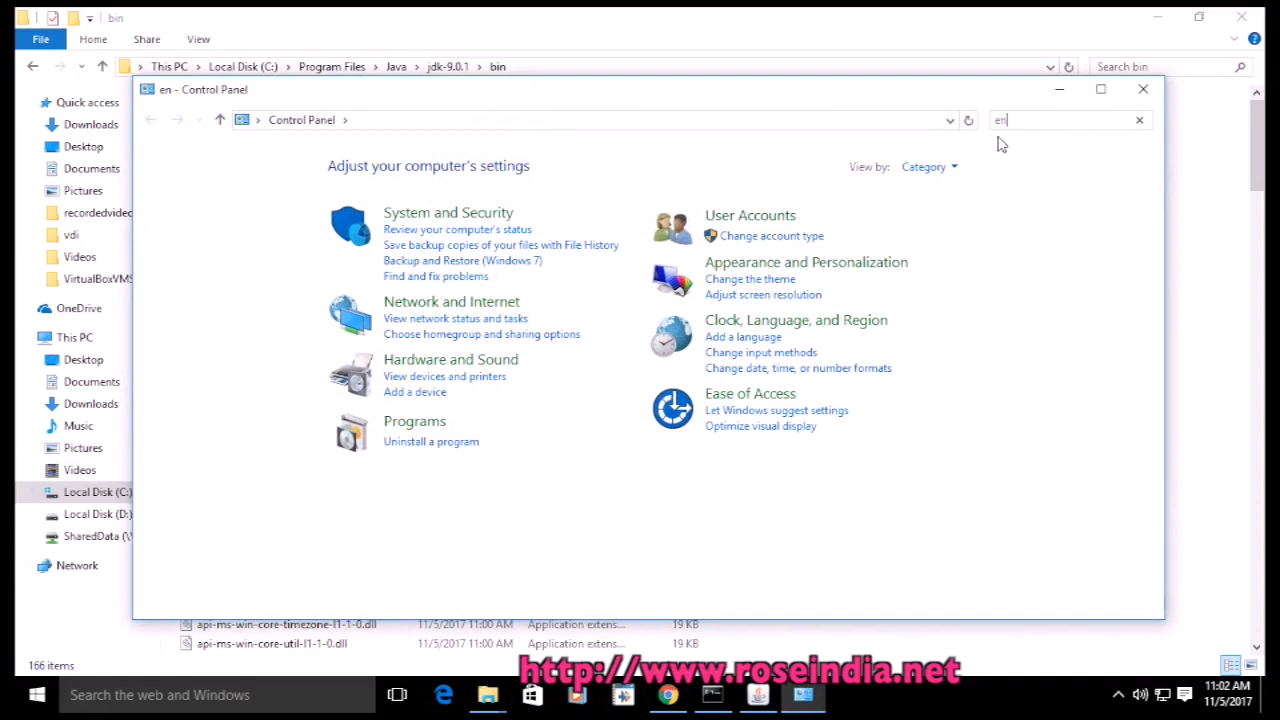 bin
File Home Share View
This PC Local Disk (C:) Program Files Java jdk-9.0.1 bin Search bin
en - Control Panel
Control Panel en
Adjust your computer's settings
View by: Category
System and Security
Review your computer's status
Save backup copies of your files with File History
Backup and Restore (Windows 7)
Find and fix problems
Network and Internet
View network status and tasks
Choose homegroup and sharing options
Hardware and Sound
View devices and printers
Add a device
Programs
Uninstall a program
User Accounts
Change account type
Appearance and Personalization
Change the theme
Adjust screen resolution
Clock, Language, and Region
Add a language
Change input methods
Change date, time, or number formats
Ease of Access
Let Windows suggest settings
Optimize visual display
Quick access
Downloads
Desktop
Documents
Pictures
recordedvideo
vdi
Videos
VirtualBoxVMS
OneDrive
This PC
Desktop
Documents
Downloads
Music
Pictures
Videos
Local Disk (C:)
Local Disk (D:)
SharedData (\\
Network
api-ms-win-core-timezone-l1-1-0.dll 11/5/2017 11:00 AM Application extens... 19 KB
api-ms-win-core-util-l1-1-0.dll 11/5/2017 11:00 AM Application extens... 19 KB
166 items
http://www.roseindia.net
Search the web and Windows
11:02 AM
11/5/2017